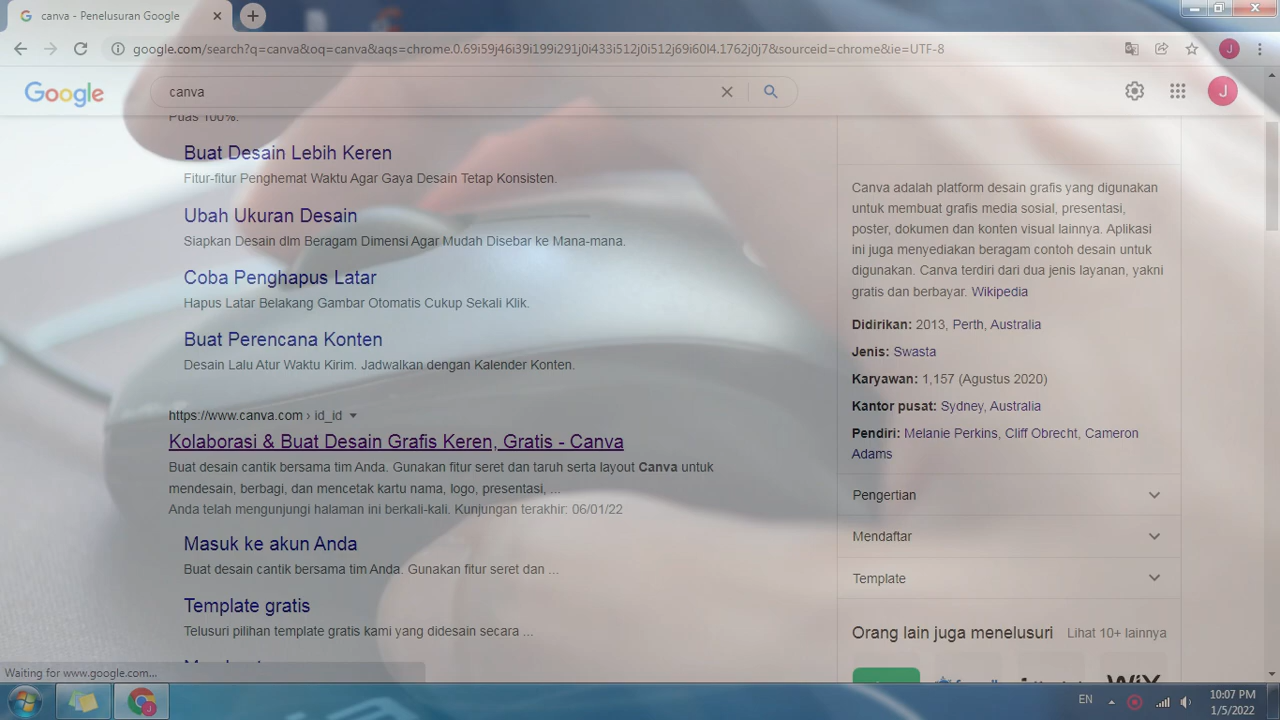 canva - Penelusuran Google
google.com/search?q=canva&oq=canva&aqs=chrome.0.69i59j46i39i199i291j0i433i512j0i512j69i60l4.1762j0j7&sourceid=chrome&ie=UTF-8
J
Google
canva
J
Puas 100%.
Buat Desain Lebih Keren
Fitur-fitur Penghemat Waktu Agar Gaya Desain Tetap Konsisten.
Ubah Ukuran Desain
Siapkan Desain dlm Beragam Dimensi Agar Mudah Disebar ke Mana-mana.
Coba Penghapus Latar
Hapus Latar Belakang Gambar Otomatis Cukup Sekali Klik.
Buat Perencana Konten
Desain Lalu Atur Waktu Kirim. Jadwalkan dengan Kalender Konten.
https://www.canva.com › id_id
Kolaborasi & Buat Desain Grafis Keren, Gratis - Canva
Buat desain cantik bersama tim Anda. Gunakan fitur seret dan taruh serta layout Canva untuk
mendesain, berbagi, dan mencetak kartu nama, logo, presentasi, ...
Anda telah mengunjungi halaman ini berkali-kali. Kunjungan terakhir: 06/01/22
Masuk ke akun Anda
Buat desain cantik bersama tim Anda. Gunakan fitur seret dan ...
Template gratis
Telusuri pilihan template gratis kami yang didesain secara ...
Canva adalah platform desain grafis yang digunakan
untuk membuat grafis media sosial, presentasi,
poster, dokumen dan konten visual lainnya. Aplikasi
ini juga menyediakan beragam contoh desain untuk
digunakan. Canva terdiri dari dua jenis layanan, yakni
gratis dan berbayar. Wikipedia
Didirikan: 2013, Perth, Australia
Jenis: Swasta
Karyawan: 1,157 (Agustus 2020)
Kantor pusat: Sydney, Australia
Pendiri: Melanie Perkins, Cliff Obrecht, Cameron
Adams
Pengertian
Mendaftar
Template
Orang lain juga menelusuri Lihat 10+ lainnya
WIX
Waiting for www.google.com...
EN
10:07 PM
1/5/2022